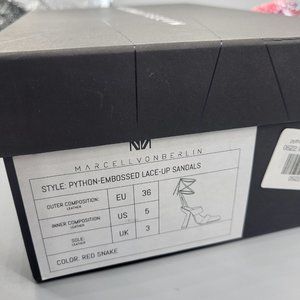 MARCELLVONBERLIN
STYLE: PYTHON-EMBOSSED LACE-UP SANDALS
OUTER COMPOSITION: EU 36
LEATHER
INNER COMPOSITION: US 5
LEATHER
SOLE: UK 3
LEATHER
COLOR: RED SNAKE